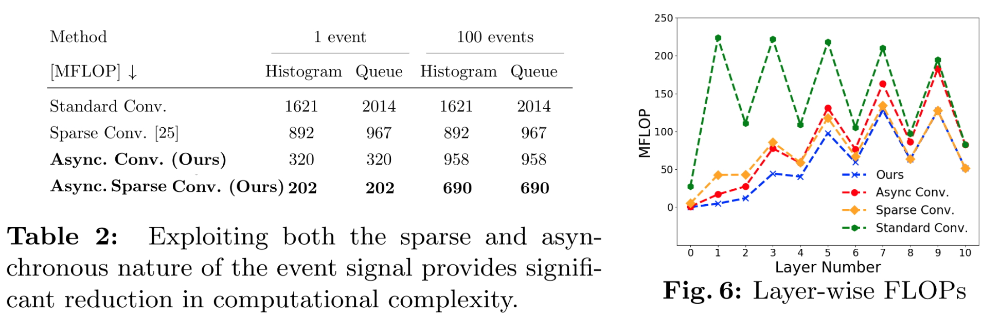 Method 1 event 100 events
[MFLOP] ↓ Histogram Queue Histogram Queue
Standard Conv. 1621 2014 1621 2014
Sparse Conv. [25] 892 967 892 967
Async. Conv. (Ours) 320 320 958 958
Async. Sparse Conv. (Ours) 202 202 690 690
Table 2: Exploiting both the sparse and asyn-
chronous nature of the event signal provides signifi-
cant reduction in computational complexity.
250
200
150
100
50
0
MFLOP
Ours
Async Conv.
Sparse Conv.
Standard Conv.
0 1 2 3 4 5 6 7 8 9 10
Layer Number
Fig. 6: Layer-wise FLOPs